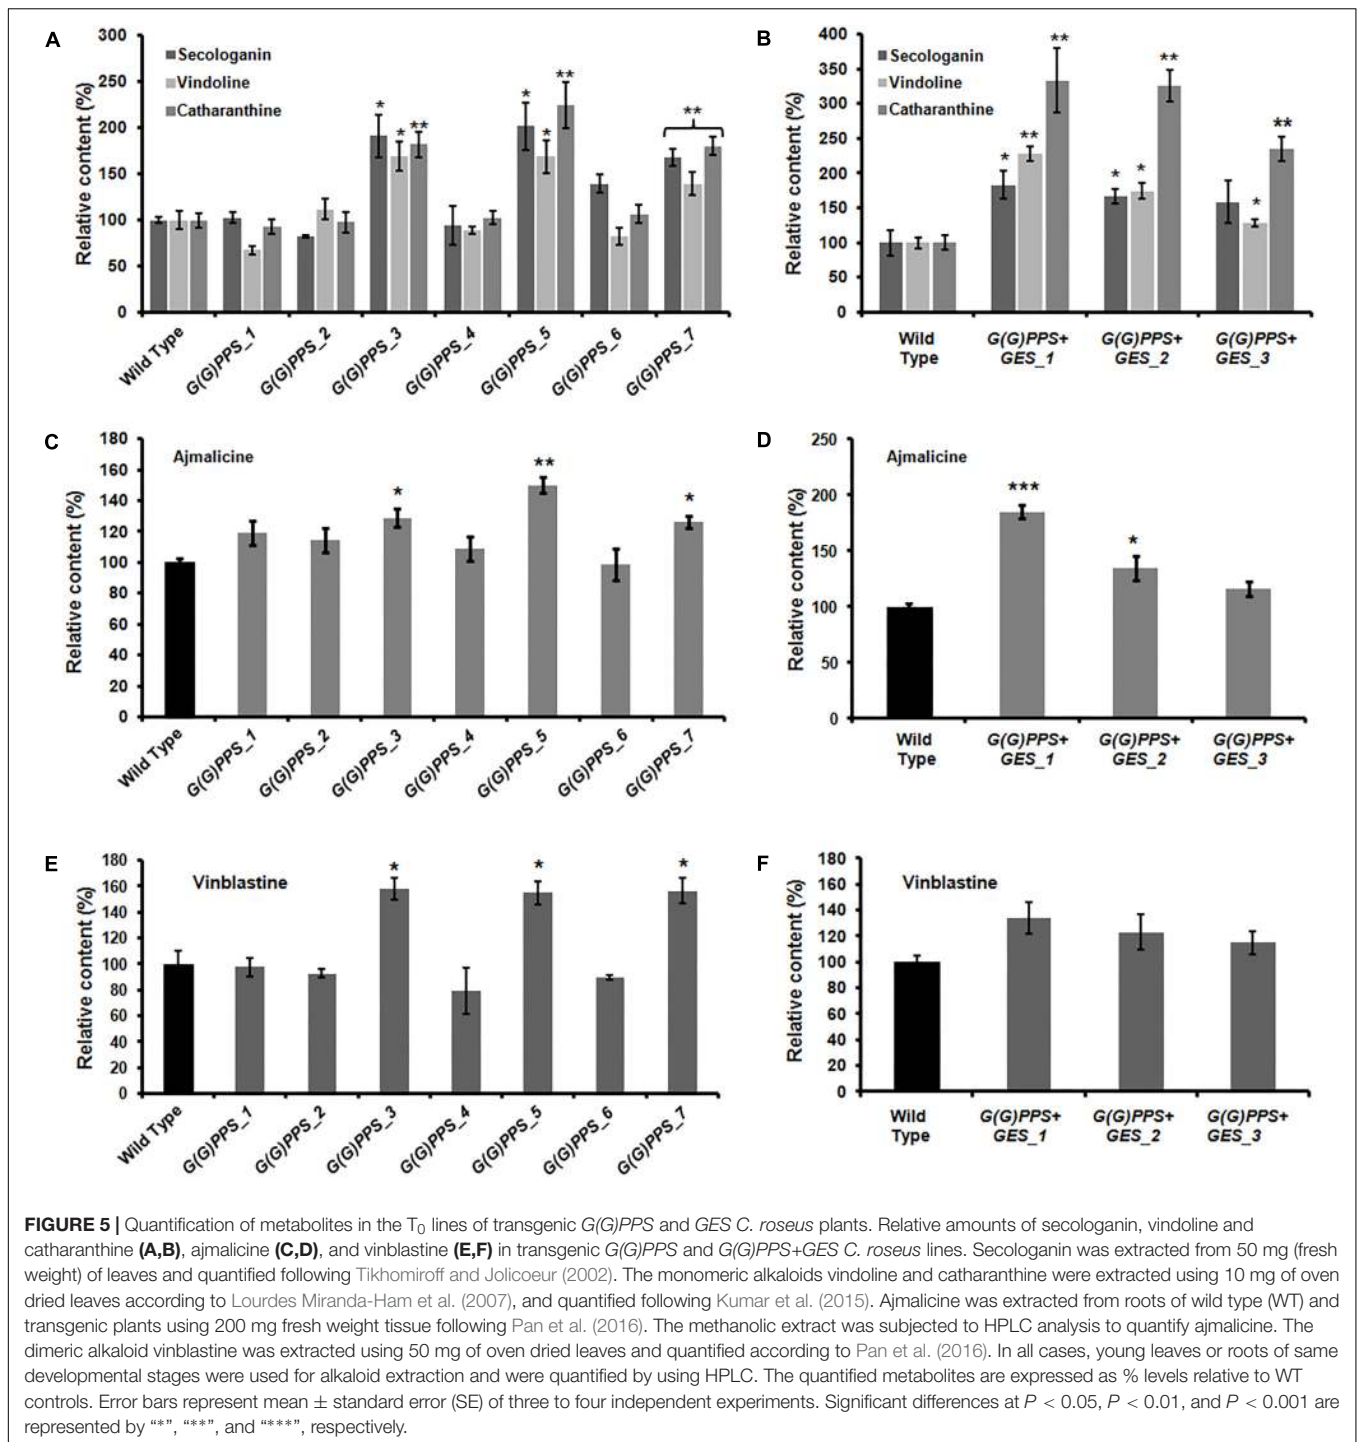 A
300
250
200
150
100
50
0
Relative content (%)
Secologanin
Vindoline
Catharanthine
*
*
**
*
*
**
**
Wild Type
G(G)PPS_1
G(G)PPS_2
G(G)PPS_3
G(G)PPS_4
G(G)PPS_5
G(G)PPS_6
G(G)PPS_7
B
400
350
300
250
200
150
100
50
0
Relative content (%)
Secologanin
Vindoline
Catharanthine
*
**
**
*
*
**
*
**
Wild
Type
G(G)PPS+
GES_1
G(G)PPS+
GES_2
G(G)PPS+
GES_3
C
180
160
140
120
100
80
60
40
20
0
Relative content (%)
Ajmalicine
*
**
*
Wild Type
G(G)PPS_1
G(G)PPS_2
G(G)PPS_3
G(G)PPS_4
G(G)PPS_5
G(G)PPS_6
G(G)PPS_7
D
250
200
150
100
50
0
Relative content (%)
Ajmalicine
***
*
Wild
Type
G(G)PPS+
GES_1
G(G)PPS+
GES_2
G(G)PPS+
GES_3
E
180
160
140
120
100
80
60
40
20
0
Relative content (%)
Vinblastine
*
*
*
Wild Type
G(G)PPS_1
G(G)PPS_2
G(G)PPS_3
G(G)PPS_4
G(G)PPS_5
G(G)PPS_6
G(G)PPS_7
F
180
160
140
120
100
80
60
40
20
0
Relative content (%)
Vinblastine
Wild
Type
G(G)PPS+
GES_1
G(G)PPS+
GES_2
G(G)PPS+
GES_3
FIGURE 5 | Quantification of metabolites in the T0 lines of transgenic G(G)PPS and GES C. roseus plants. Relative amounts of secologanin, vindoline and
catharanthine (A,B), ajmalicine (C,D), and vinblastine (E,F) in transgenic G(G)PPS and G(G)PPS+GES C. roseus lines. Secologanin was extracted from 50 mg (fresh
weight) of leaves and quantified following Tikhomiroff and Jolicoeur (2002). The monomeric alkaloids vindoline and catharanthine were extracted using 10 mg of oven
dried leaves according to Lourdes Miranda-Ham et al. (2007), and quantified following Kumar et al. (2015). Ajmalicine was extracted from roots of wild type (WT) and
transgenic plants using 200 mg fresh weight tissue following Pan et al. (2016). The methanolic extract was subjected to HPLC analysis to quantify ajmalicine. The
dimeric alkaloid vinblastine was extracted using 50 mg of oven dried leaves and quantified according to Pan et al. (2016). In all cases, young leaves or roots of same
developmental stages were used for alkaloid extraction and were quantified by using HPLC. The quantified metabolites are expressed as % levels relative to WT
controls. Error bars represent mean ± standard error (SE) of three to four independent experiments. Significant differences at P < 0.05, P < 0.01, and P < 0.001 are
represented by “*”, “**”, and “***”, respectively.